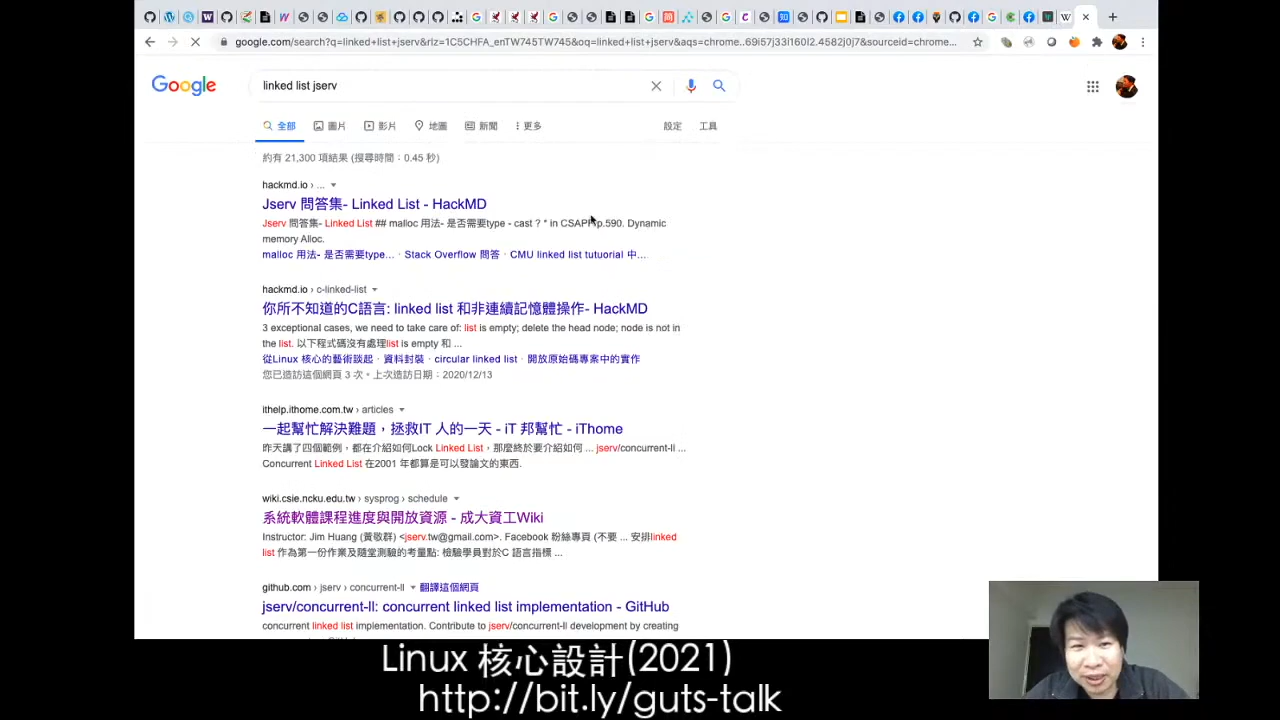 google.com/search?q=linked+list+jserv&rlz=1C5CHFA_enTW745TW745&oq=linked+list+jserv&aqs=chrome..69i57j33l160l2.4582j0j7&sourceid=chrome...
Google
linked list jserv
全部 圖片 影片 地圖 新聞 更多 設定 工具
約有 21,300 項結果 (搜尋時間：0.45 秒)
hackmd.io › ...
Jserv 問答集- Linked List - HackMD
Jserv 問答集- Linked List ## malloc 用法- 是否需要type - cast ? * in CSAPP p.590. Dynamic
memory Alloc.
malloc 用法- 是否需要type... · Stack Overflow 問答 · CMU linked list tutuorial 中...
hackmd.io › c-linked-list
你所不知道的C語言: linked list 和非連續記憶體操作- HackMD
3 exceptional cases, we need to take care of: list is empty; delete the head node; node is not in
the list. 以下程式碼沒有處理list is empty 和 ...
從Linux 核心的藝術談起 · 資料封裝 · circular linked list · 開放原始碼專案中的實作
您已造訪這個網頁 3 次。上次造訪日期：2020/12/13
ithelp.ithome.com.tw › articles
一起幫忙解決難題，拯救IT 人的一天 - iT 邦幫忙 - iThome
昨天講了四個範例，都在介紹如何Lock Linked List，那麼終於要介紹如何 ... jserv/concurrent-ll ...
Concurrent Linked List 在2001 年都算是可以發論文的東西.
wiki.csie.ncku.edu.tw › sysprog › schedule
系統軟體課程進度與開放資源 - 成大資工Wiki
Instructor: Jim Huang (黃敬群) <jserv.tw@gmail.com>. Facebook 粉絲專頁 (不要 ... 安排linked
list 作為第一份作業及隨堂測驗的考量點: 檢驗學員對於C 語言指標 ...
github.com › jserv › concurrent-ll 翻譯這個網頁
jserv/concurrent-ll: concurrent linked list implementation - GitHub
concurrent linked list implementation. Contribute to jserv/concurrent-ll development by creating
Linux 核心設計(2021)
http://bit.ly/guts-talk